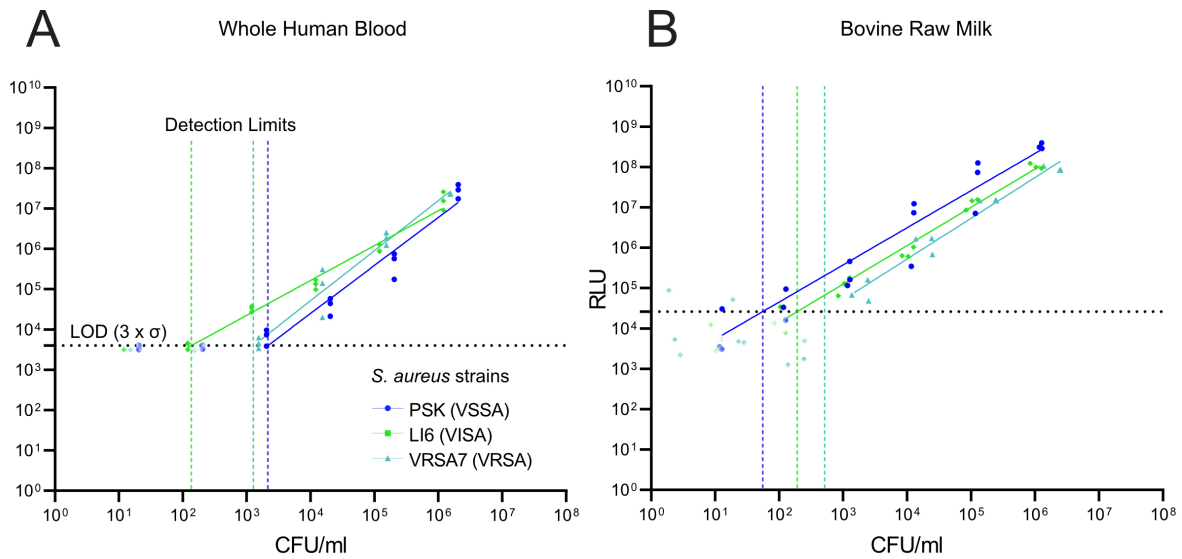 A
Whole Human Blood
10¹⁰
10⁹
10⁸
10⁷
10⁶
10⁵
10⁴
10³
10²
10¹
10⁰
Detection Limits
LOD (3 x σ)
S. aureus strains
PSK (VSSA)
LI6 (VISA)
VRSA7 (VRSA)
10⁰ 10¹ 10² 10³ 10⁴ 10⁵ 10⁶ 10⁷ 10⁸
CFU/ml
B
Bovine Raw Milk
RLU
10¹⁰
10⁹
10⁸
10⁷
10⁶
10⁵
10⁴
10³
10²
10¹
10⁰
10⁰ 10¹ 10² 10³ 10⁴ 10⁵ 10⁶ 10⁷ 10⁸
CFU/ml